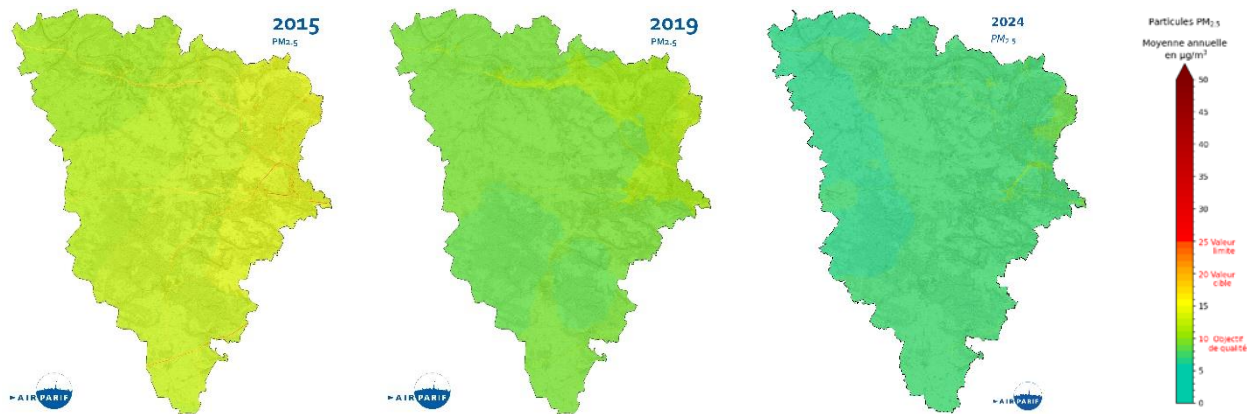 2015
PM2.5
2019
PM2.5
2024
PM2.5
Particules PM2.5
Moyenne annuelle
en µg/m³
50
45
40
35
30
25 Valeur
limite
20 Valeur
cible
15
10 Objectif
de qualité
5
0
AIRPARIF
AIRPARIF
AIRPARIF